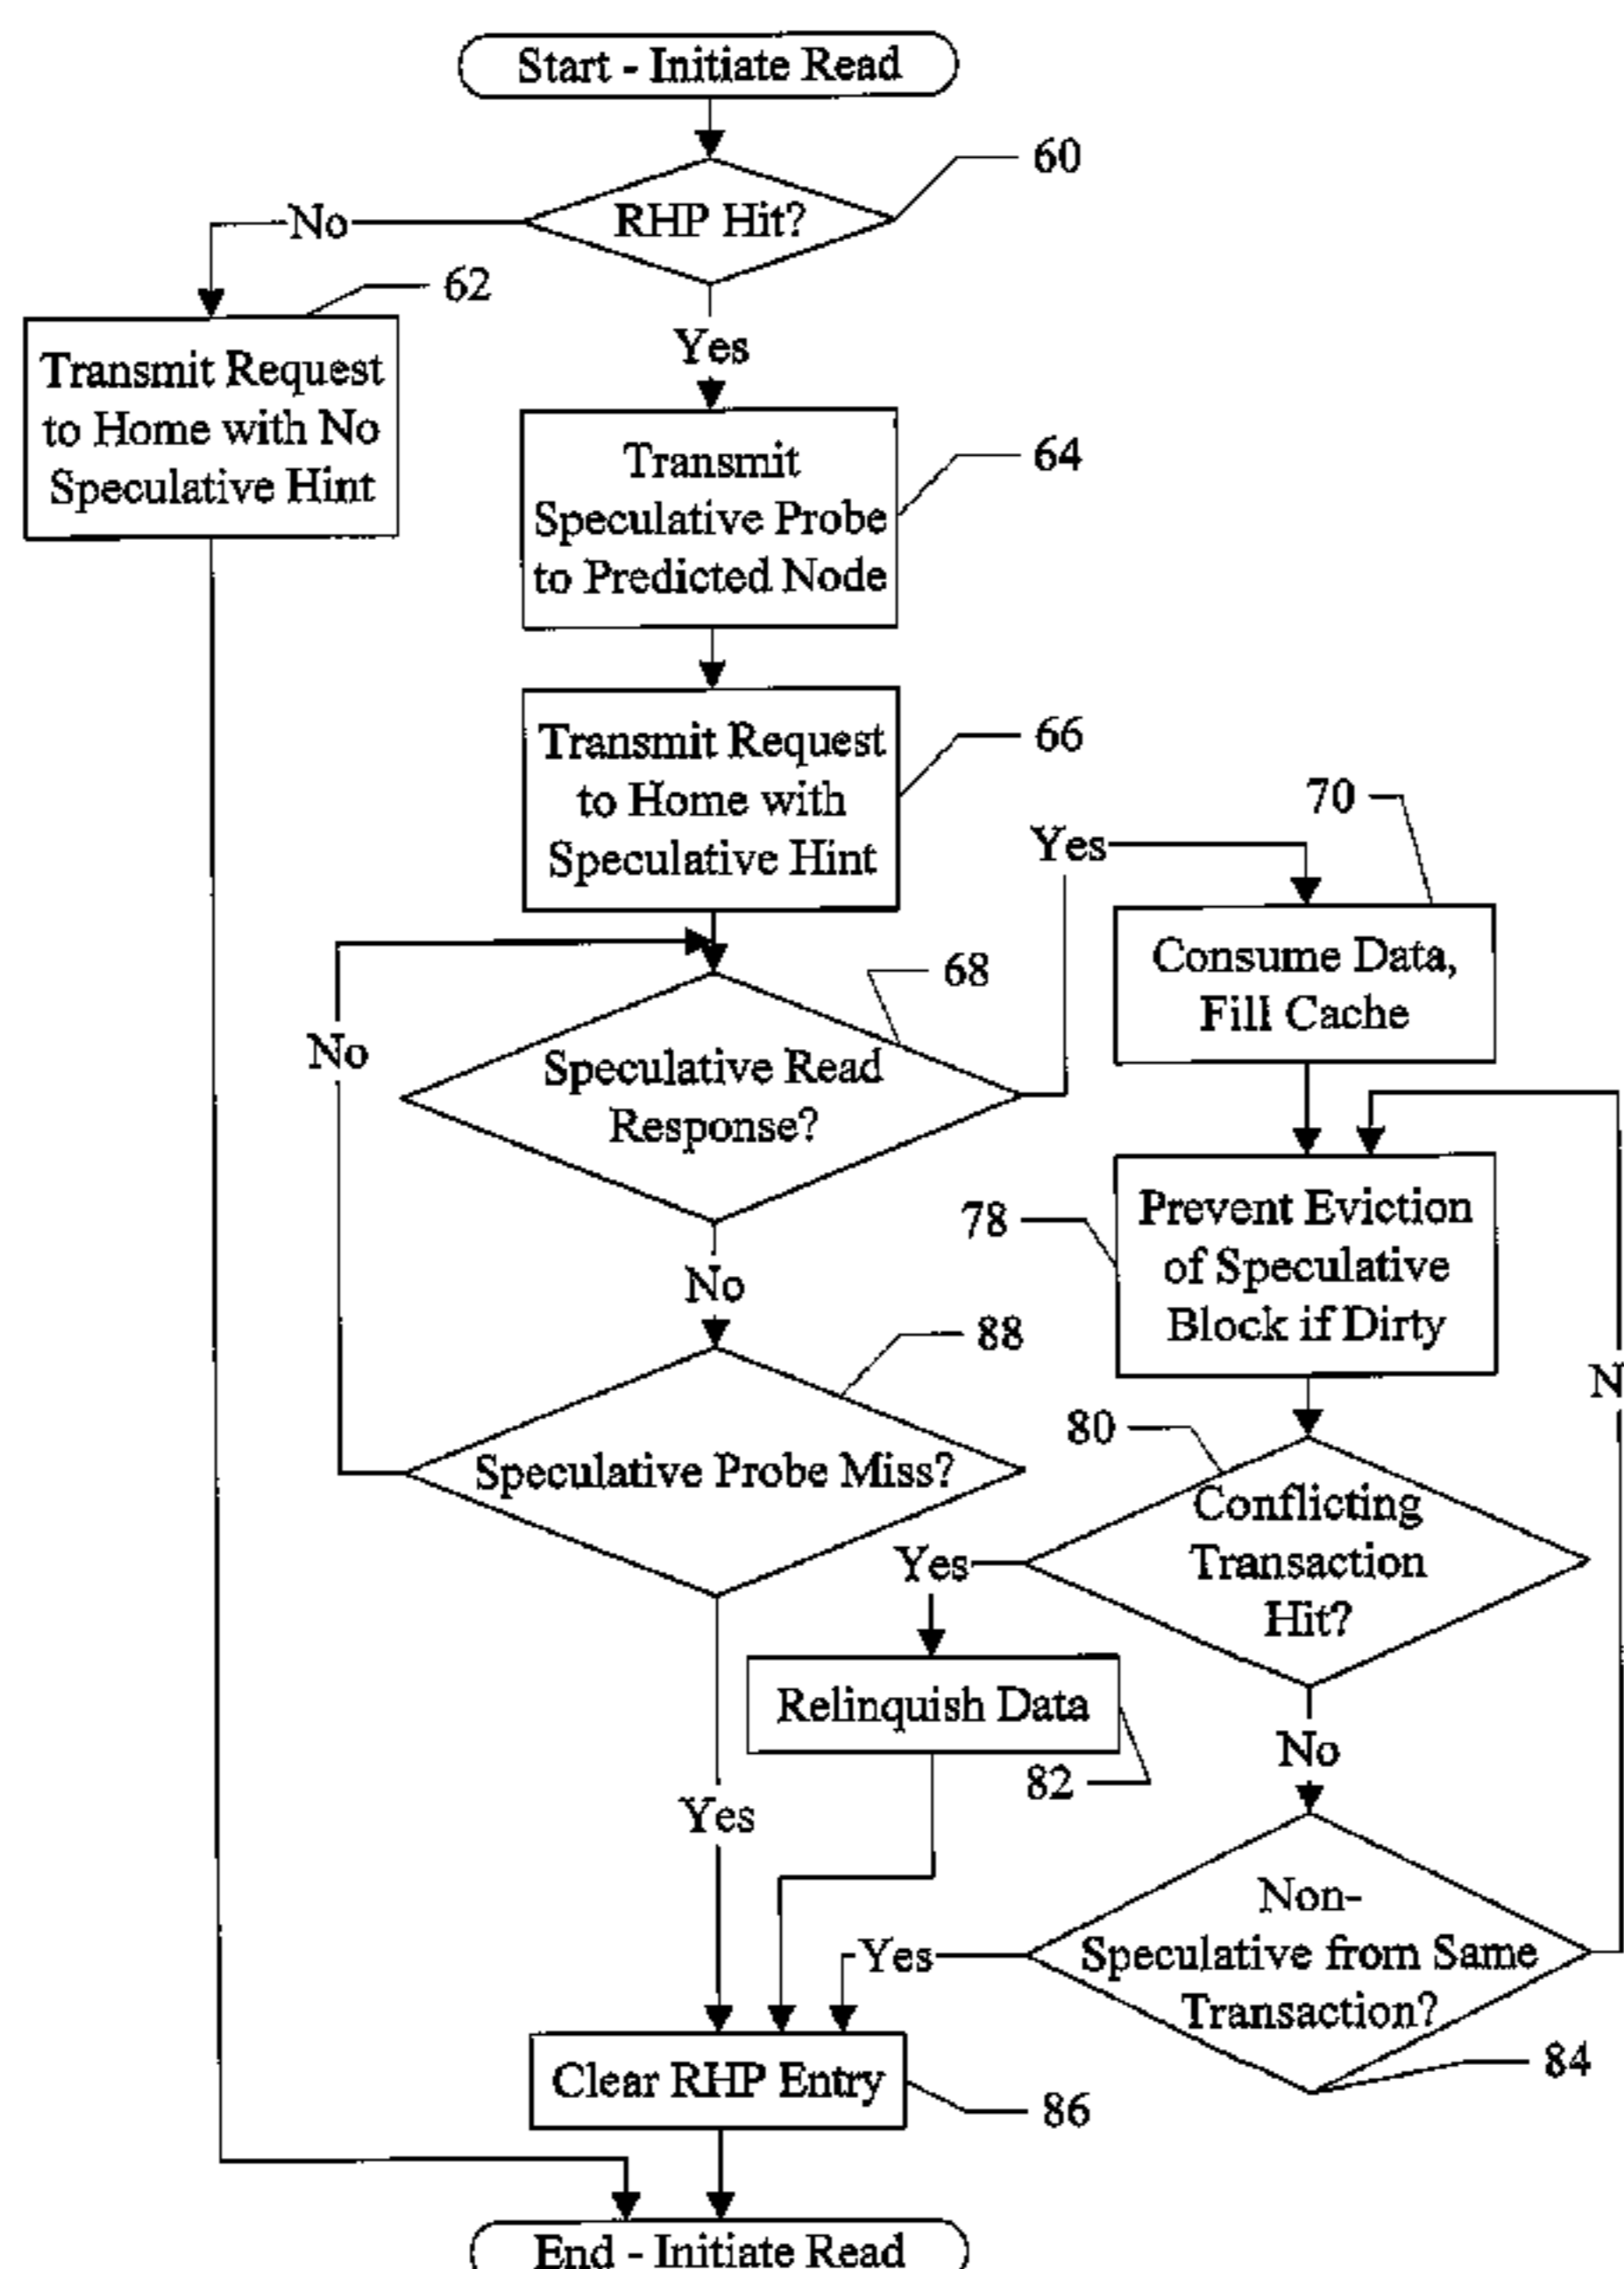 Start - Initiate Read
60
RHP Hit?
No
62
Yes
Transmit Request
to Home with No
Speculative Hint
Transmit
Speculative Probe
to Predicted Node
64
Transmit Request
to Home with
Speculative Hint
66
70
Yes
Consume Data,
Fill Cache
68
No
Speculative Read
Response?
78
Prevent Eviction
of Speculative
Block if Dirty
No
88
N
80
Speculative Probe Miss?
Conflicting
Transaction
Hit?
Yes
Relinquish Data
82
No
Yes
Non-
Speculative from Same
Transaction?
Yes
84
Clear RHP Entry
86
End - Initiate Read